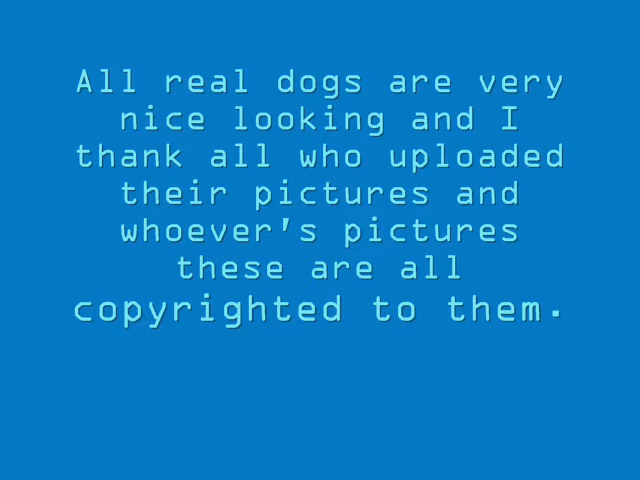 All real dogs are very
nice looking and I
thank all who uploaded
their pictures and
whoever's pictures
these are all
copyrighted to them.